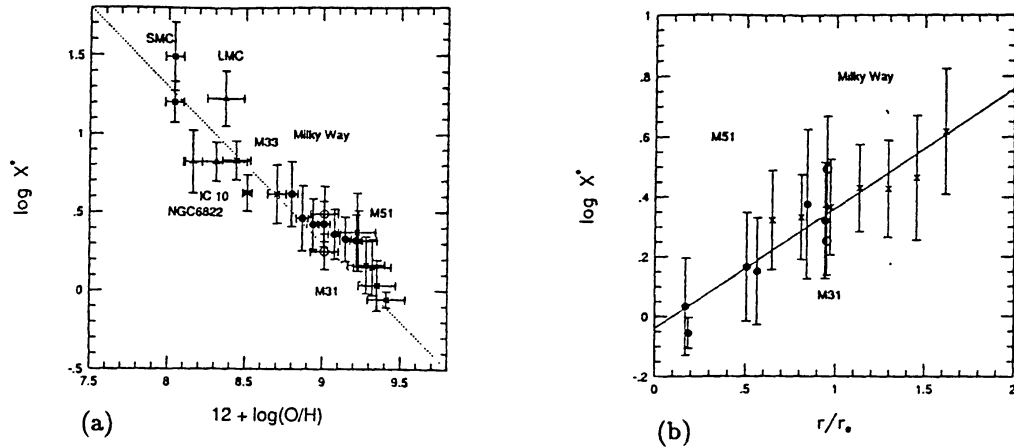 SMC
LMC
M33
Milky Way
IC 10
NGC6822
M51
M31
log X*
1.5
1
.5
0
-.5
7.5
8
8.5
9
9.5
12 + log(O/H)
(a)
Milky Way
M51
M31
log X*
1
.8
.6
.4
.2
0
.2
0
.5
1
1.5
2
r/rₑ
(b)